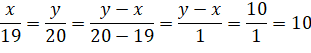 x/19 = y/20 = (y − x)/(20 − 19) = (y − x)/1 = 10/1 = 10